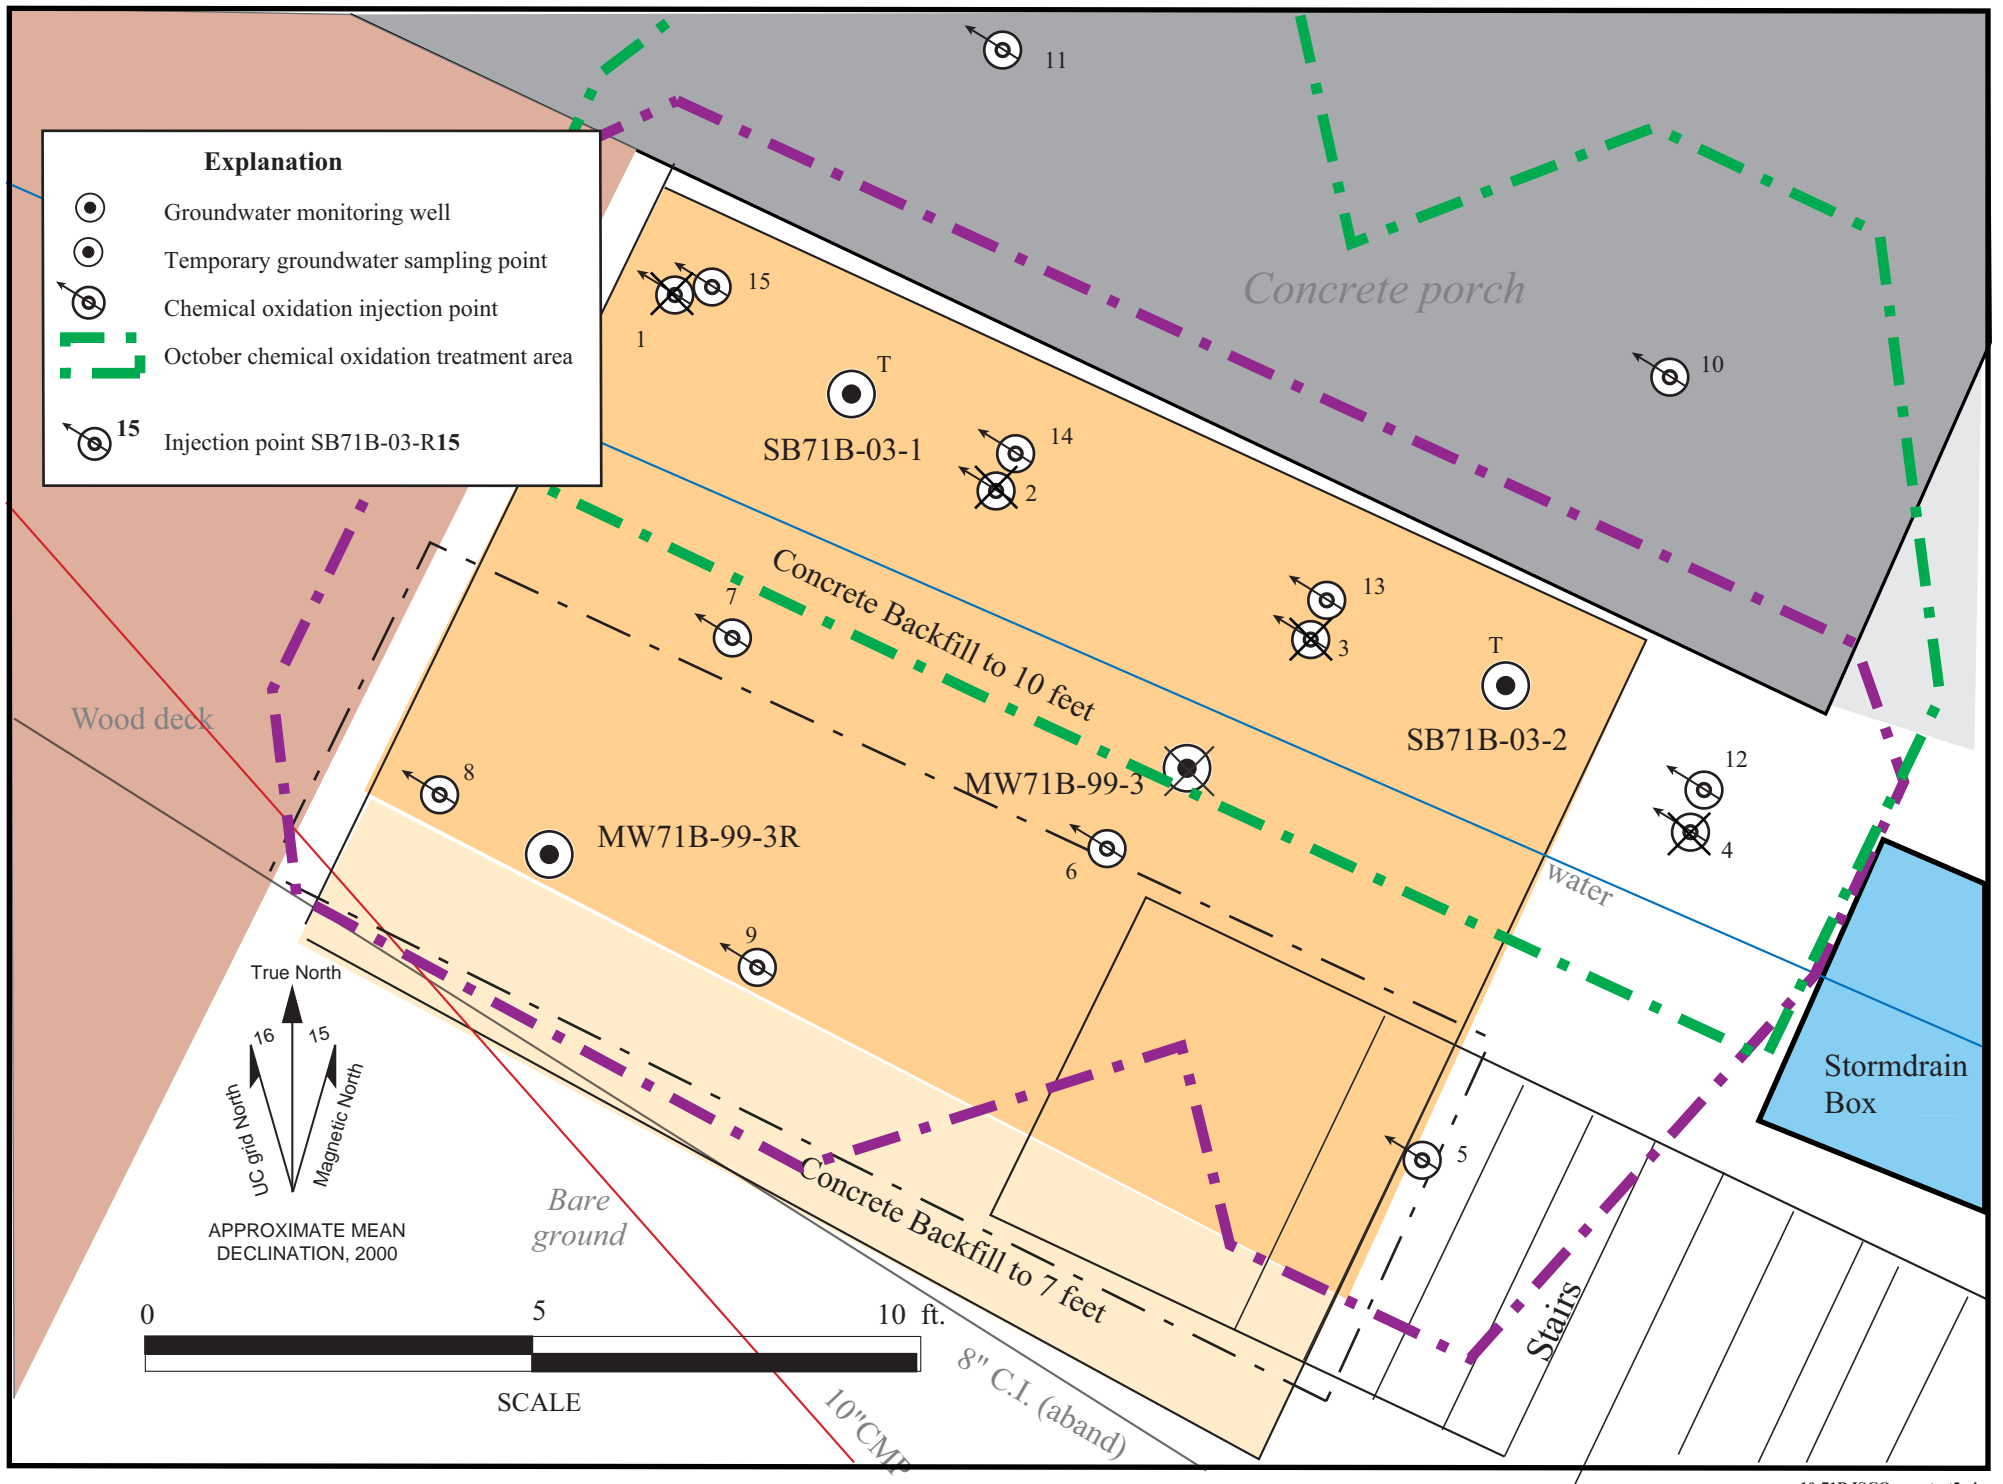 11
Explanation
Groundwater monitoring well
Temporary groundwater sampling point
Chemical oxidation injection point
October chemical oxidation treatment area
15 Injection point SB71B-03-R15
Concrete porch
15
1
T
SB71B-03-1
14
2
10
13
3
T
SB71B-03-2
Concrete Backfill to 10 feet
7
Wood deck
8
MW71B-99-3
MW71B-99-3R
6
12
4
water
9
True North
16
15
UC grid North
Magnetic North
APPROXIMATE MEAN
DECLINATION, 2000
Stormdrain
Box
5
Bare
ground
Concrete Backfill to 7 feet
Stairs
0 5 10 ft.
SCALE
8" C.I. (aband)
10"CMP